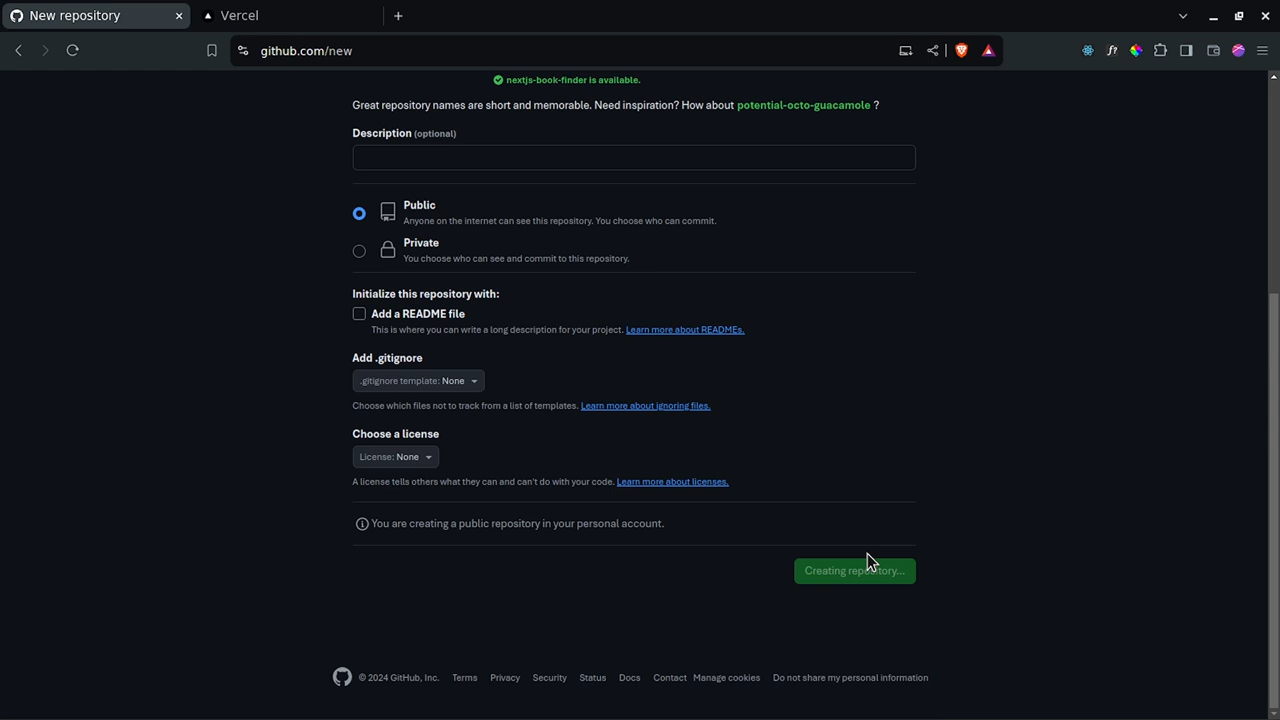 New repository
Vercel
github.com/new
nextjs-book-finder is available.
Great repository names are short and memorable. Need inspiration? How about potential-octo-guacamole ?
Description (optional)
Public
Anyone on the internet can see this repository. You choose who can commit.
Private
You choose who can see and commit to this repository.
Initialize this repository with:
Add a README file
This is where you can write a long description for your project. Learn more about READMEs.
Add .gitignore
.gitignore template: None
Choose which files not to track from a list of templates. Learn more about ignoring files.
Choose a license
License: None
A license tells others what they can and can't do with your code. Learn more about licenses.
You are creating a public repository in your personal account.
Creating repository...
© 2024 GitHub, Inc. Terms Privacy Security Status Docs Contact Manage cookies Do not share my personal information